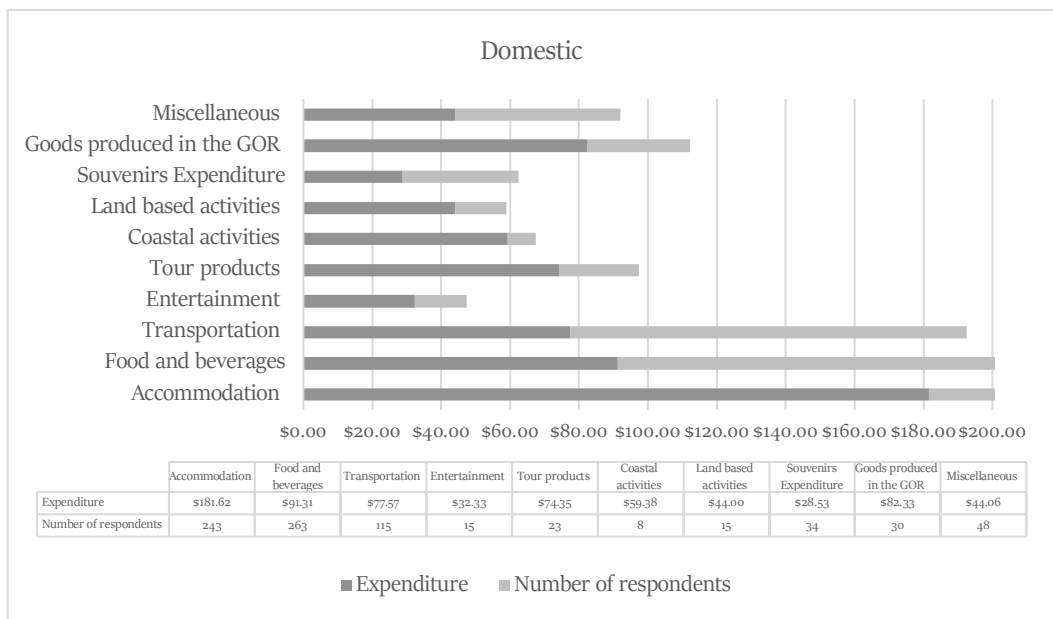 Domestic
Miscellaneous
Goods produced in the GOR
Souvenirs Expenditure
Land based activities
Coastal activities
Tour products
Entertainment
Transportation
Food and beverages
Accommodation
$0.00 $20.00 $40.00 $60.00 $80.00 $100.00 $120.00 $140.00 $160.00 $180.00 $200.00
Accommodation Food and beverages Transportation Entertainment Tour products Coastal activities Land based activities Souvenirs Expenditure Goods produced in the GOR Miscellaneous
Expenditure $181.62 $91.31 $77.57 $32.33 $74.35 $59.38 $44.00 $28.53 $82.33 $44.06
Number of respondents 243 263 115 15 23 8 15 34 30 48
Expenditure Number of respondents